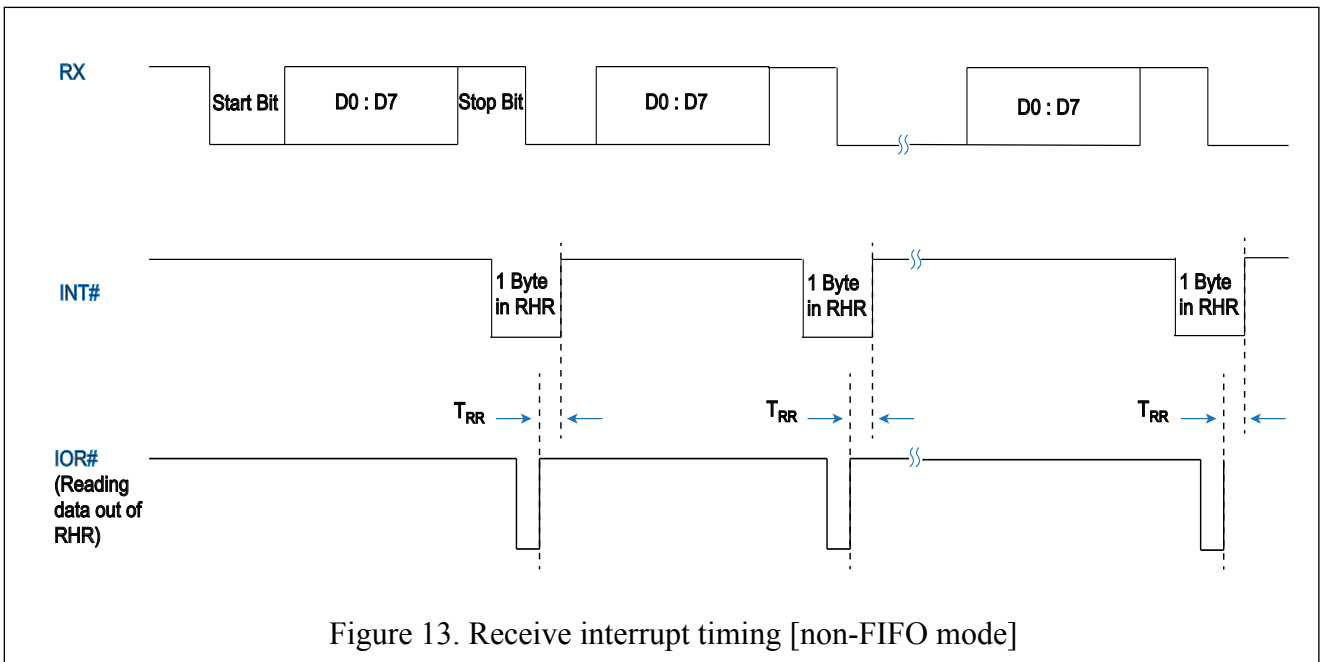 RX
Start Bit
D0 : D7
Stop Bit
D0 : D7
D0 : D7
INT#
1 Byte
in RHR
1 Byte
in RHR
1 Byte
in RHR
TRR
TRR
TRR
IOR#
(Reading
data out of
RHR)
Figure 13. Receive interrupt timing [non-FIFO mode]